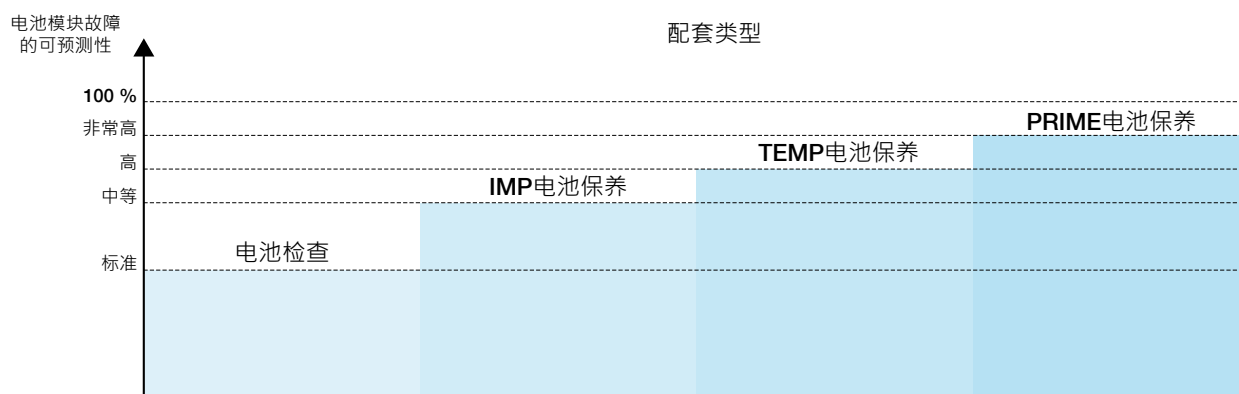 电池模块故障
的可预测性
配套类型
100 %
非常高
PRIME电池保养
高
TEMP电池保养
中等
IMP电池保养
标准
电池检查